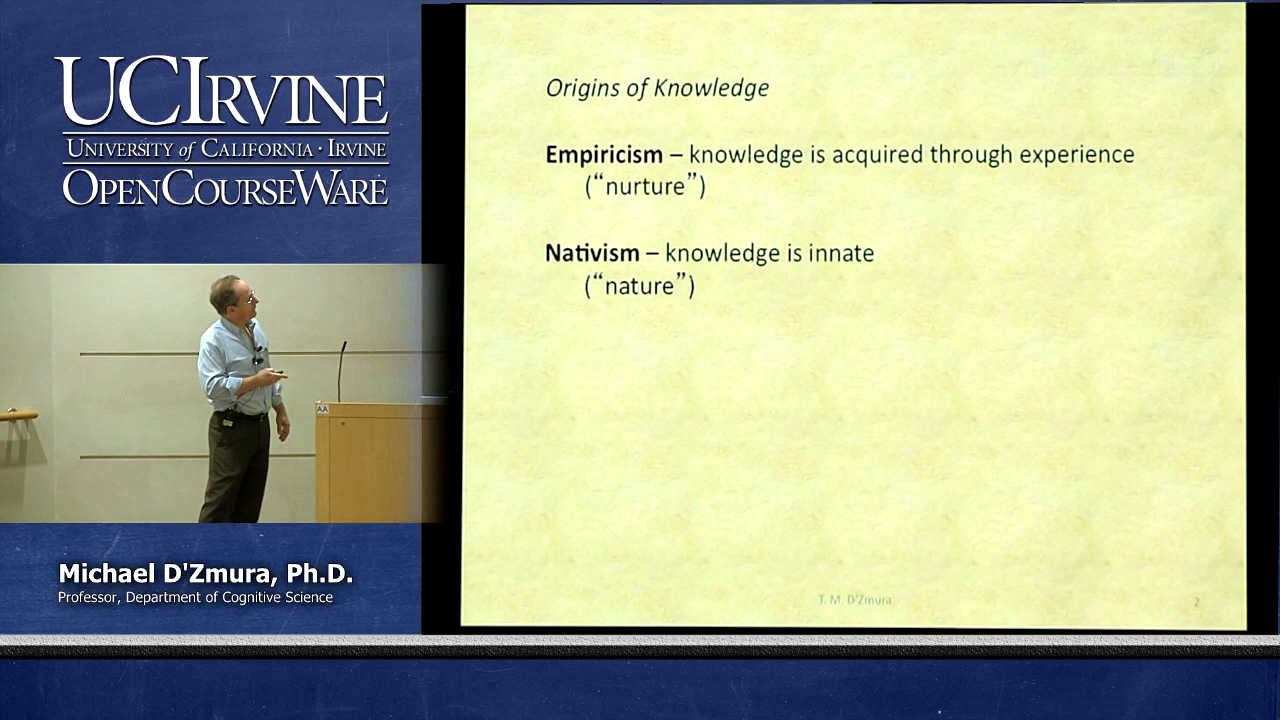 UCIRVINE
UNIVERSITY of CALIFORNIA · IRVINE
OPENCOURSEWARE
Origins of Knowledge
Empiricism – knowledge is acquired through experience
(“nurture”)
Nativism – knowledge is innate
(“nature”)
AA
Michael D'Zmura, Ph.D.
Professor, Department of Cognitive Science
T. M. D'Zmura
2